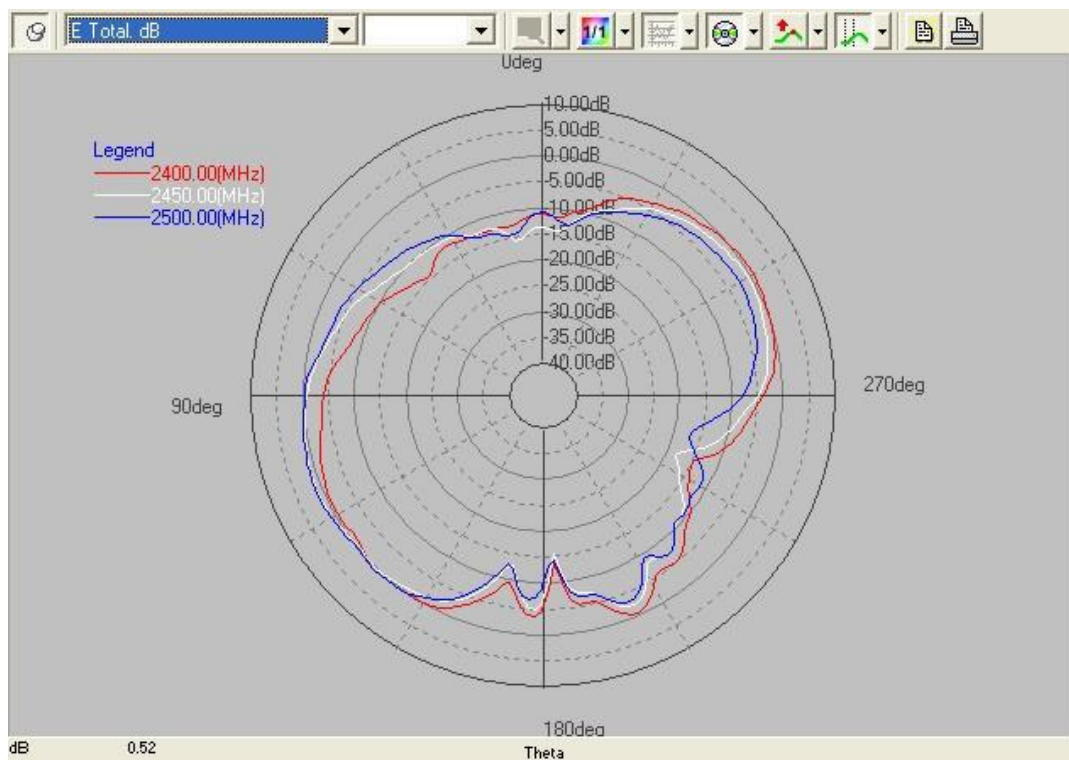 E Total. dB
1/1
0deg
10.00dB
5.00dB
0.00dB
-5.00dB
-10.00dB
-15.00dB
-20.00dB
-25.00dB
-30.00dB
-35.00dB
-40.00dB
Legend
2400.00(MHz)
2450.00(MHz)
2500.00(MHz)
270deg
90deg
180deg
dB 0.52
Theta